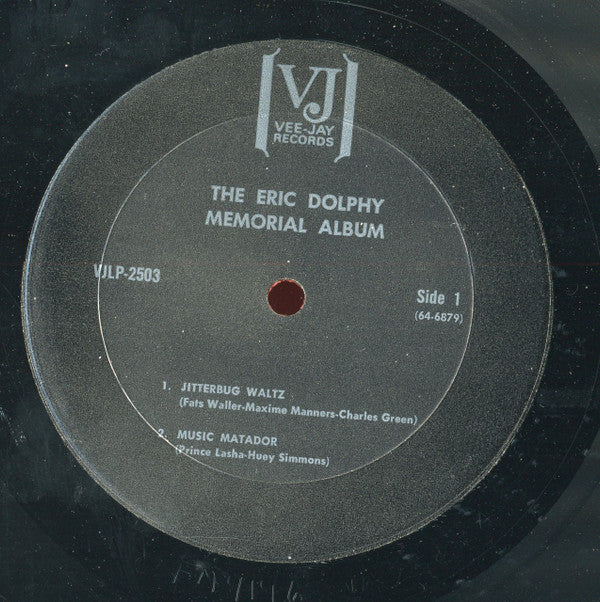 VJ
VEE-JAY
RECORDS
THE ERIC DOLPHY
MEMORIAL ALBUM
VJLP-2503
Side 1
(64-6879)
1. JITTERBUG WALTZ
(Fats Waller-Maxime Manners-Charles Green)
2. MUSIC MATADOR
(Prince Lasha-Huey Simmons)